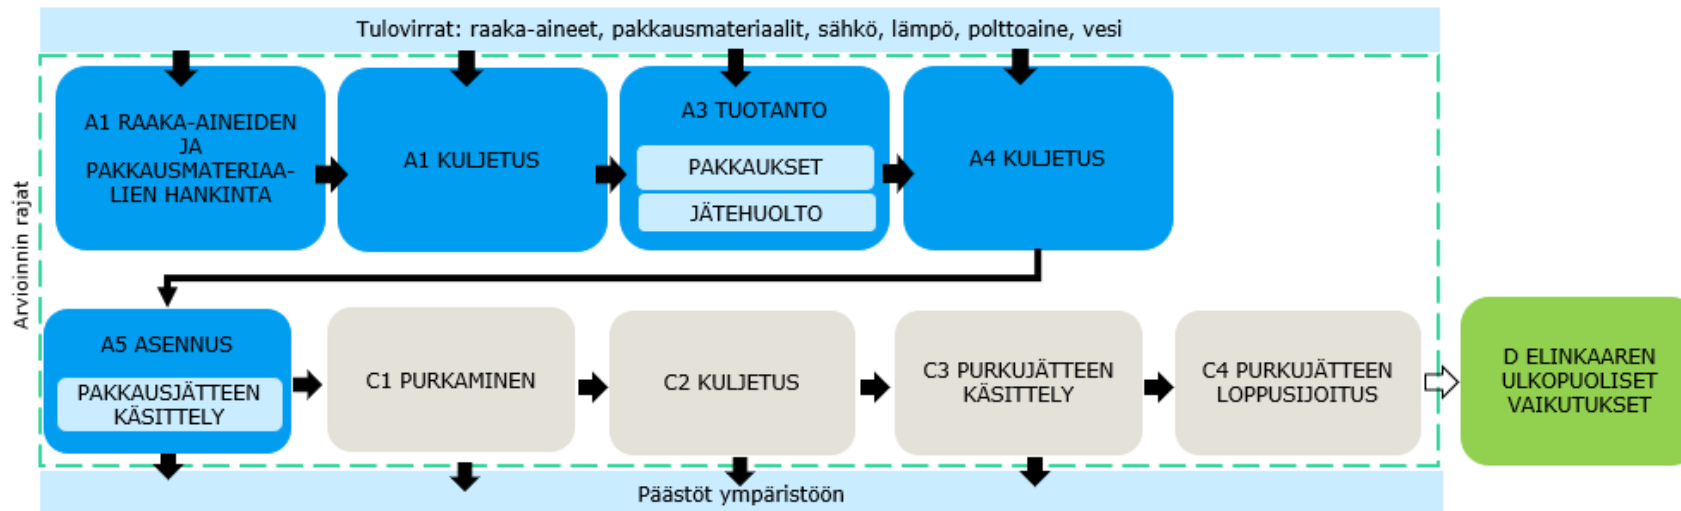 Tulovirrat: raaka-aineet, pakkausmateriaalit, sähkö, lämpö, polttoaine, vesi
Arvioinnin rajat
A1 RAAKA-AINEIDEN
JA
PAKKAUSMATERIAA-
LIEN HANKINTA
A1 KULJETUS
A3 TUOTANTO
PAKKAUKSET
JÄTEHUOLTO
A4 KULJETUS
A5 ASENNUS
PAKKAUSJÄTTEEN
KÄSITTELY
C1 PURKAMINEN
C2 KULJETUS
C3 PURKUJÄTTEEN
KÄSITTELY
C4 PURKUJÄTTEEN
LOPPUSIJOITUS
D ELINKAAREN
ULKOPUOLISET
VAIKUTUKSET
Päästöt ympäristöön